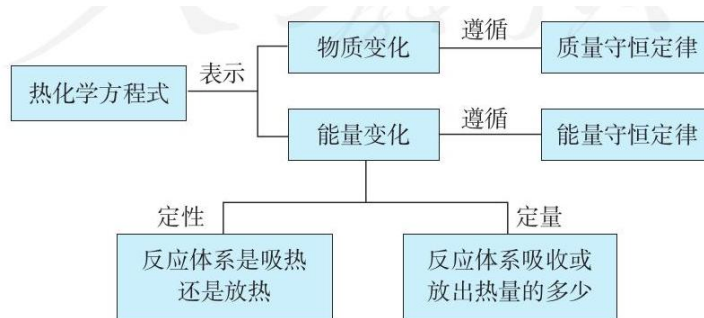 物质变化
遵循
质量守恒定律
热化学方程式
表示
能量变化
遵循
能量守恒定律
定性
定量
反应体系是吸热
还是放热
反应体系吸收或
放出热量的多少